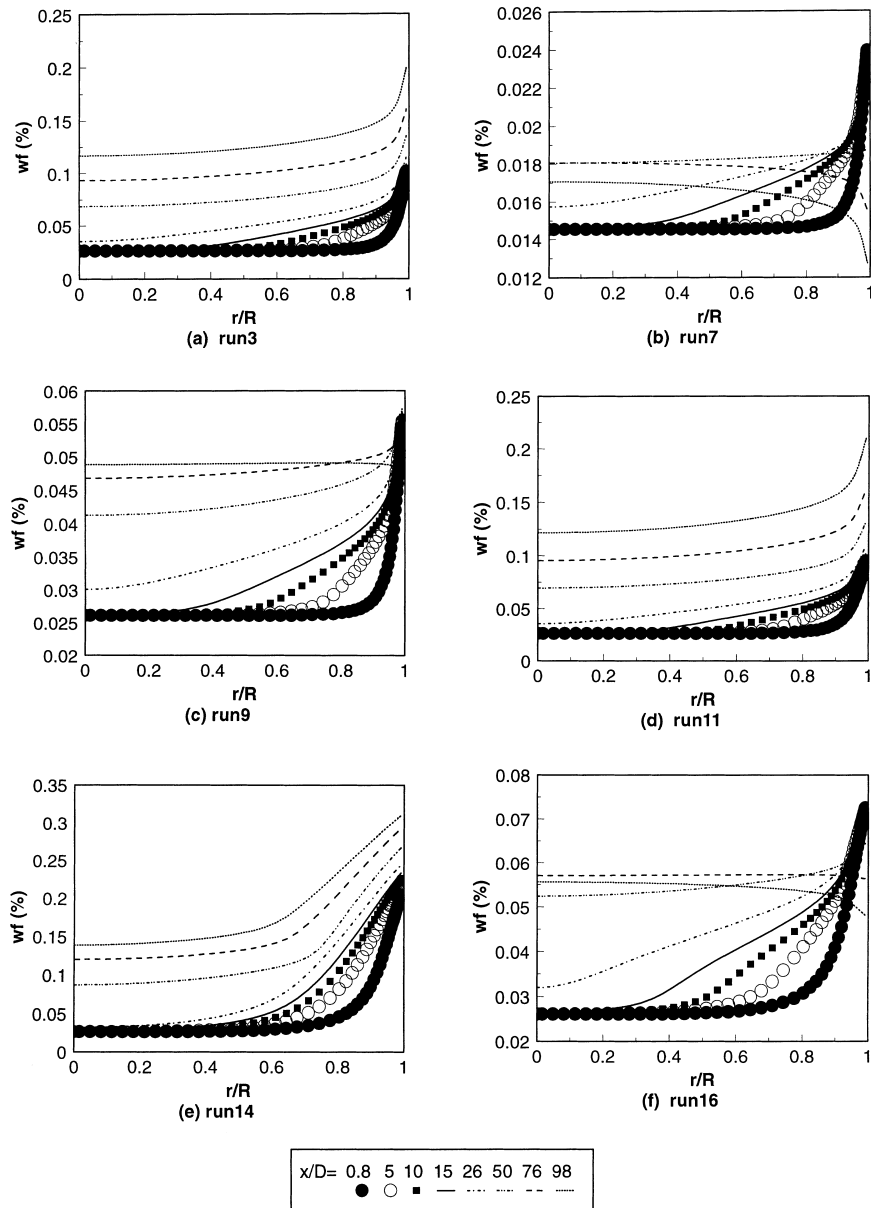 0.25
0.2
0.15
0.1
0.05
0
wf (%)
0 0.2 0.4 0.6 0.8 1
r/R
(a) run3
0.026
0.024
0.022
0.02
0.018
0.016
0.014
0.012
wf (%)
0 0.2 0.4 0.6 0.8 1
r/R
(b) run7
0.06
0.055
0.05
0.045
0.04
0.035
0.03
0.025
0.02
wf (%)
0 0.2 0.4 0.6 0.8 1
r/R
(c) run9
0.25
0.2
0.15
0.1
0.05
0
wf (%)
0 0.2 0.4 0.6 0.8 1
r/R
(d) run11
0.35
0.3
0.25
0.2
0.15
0.1
0.05
0
wf (%)
0 0.2 0.4 0.6 0.8 1
r/R
(e) run14
0.08
0.07
0.06
0.05
0.04
0.03
0.02
wf (%)
0 0.2 0.4 0.6 0.8 1
r/R
(f) run16
x/D= 0.8 5 10 15 26 50 76 98